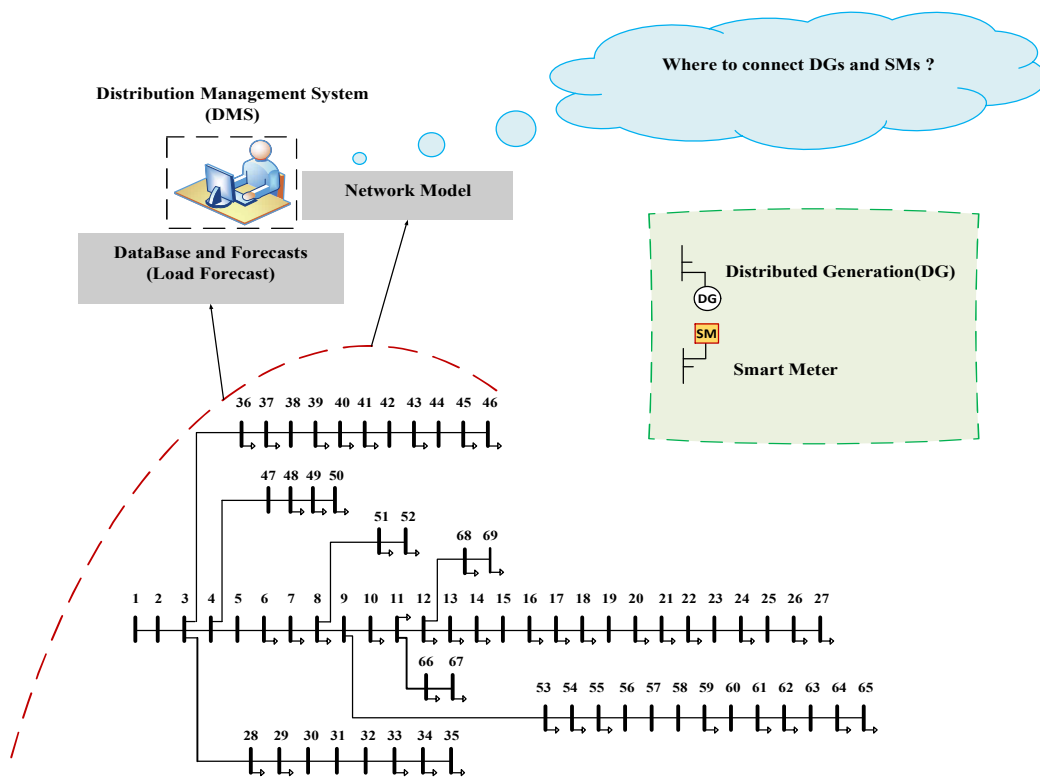 Where to connect DGs and SMs ?
Distribution Management System
(DMS)
Network Model
DataBase and Forecasts
(Load Forecast)
Distributed Generation(DG)
DG
SM
Smart Meter
36 37 38 39 40 41 42 43 44 45 46
47 48 49 50
51 52
68 69
1 2 3 4 5 6 7 8 9 10 11 12 13 14 15 16 17 18 19 20 21 22 23 24 25 26 27
66 67
53 54 55 56 57 58 59 60 61 62 63 64 65
28 29 30 31 32 33 34 35